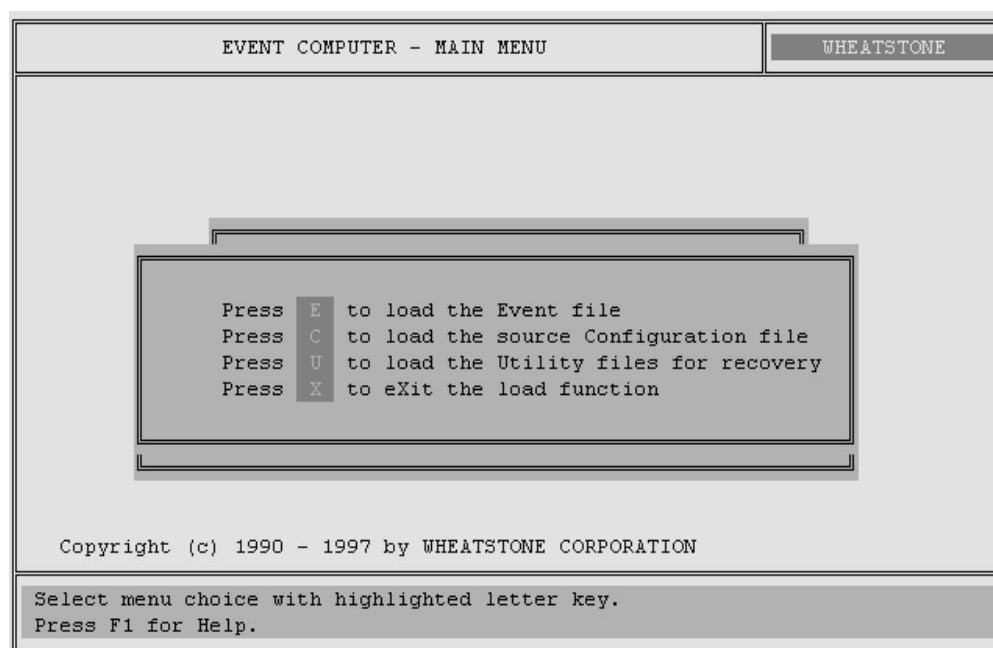 EVENT COMPUTER - MAIN MENU
WHEATSTONE
Press E to load the Event file
Press C to load the source Configuration file
Press U to load the Utility files for recovery
Press X to eXit the load function
Copyright (c) 1990 - 1997 by WHEATSTONE CORPORATION
Select menu choice with highlighted letter key.
Press F1 for Help.